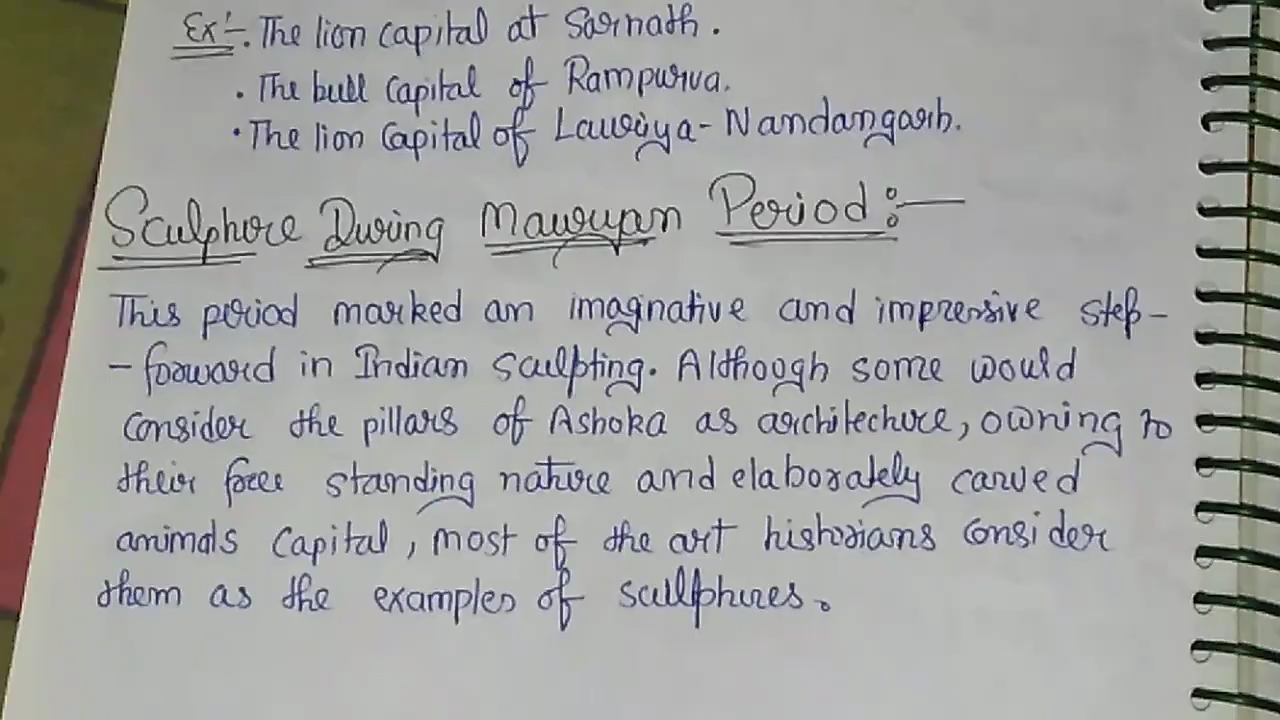 Ex:- . The lion capital at Sarnath.
. The bull Capital of Rampurva.
. The lion Capital of Lauriya - Nandangarh.
Sculpture During Mauryan Period :-
This period marked an imagnative and impressive step-
- forward in Indian sculpting. Although some would
consider the pillars of Ashoka as architecture, owning to
their free standing nature and elaborately carved
animals Capital, most of the art historians consider
them as the examples of scullptures.